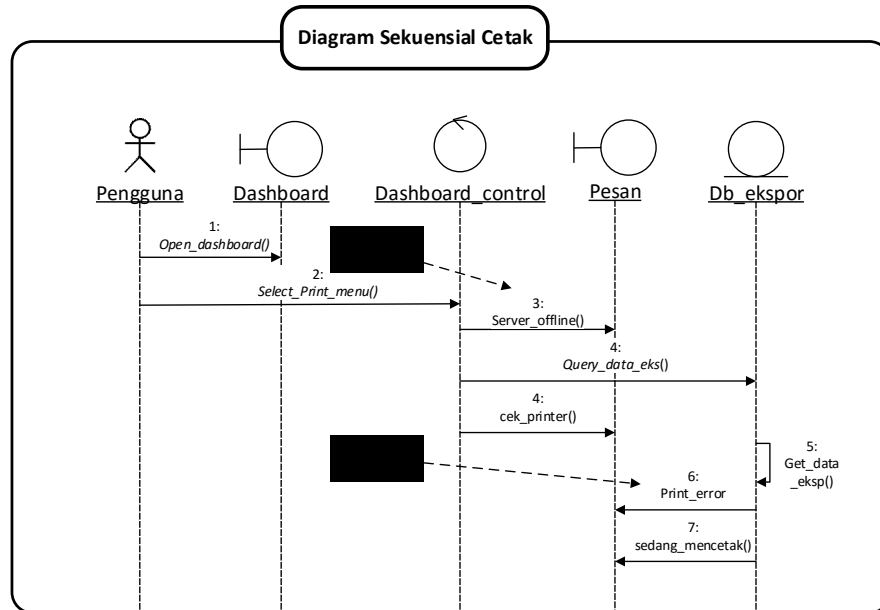 Diagram Sekuensial Cetak
Pengguna
Dashboard
Dashboard_control
Pesan
Db_ekspor
1:
Open_dashboard()
2:
Select_Print_menu()
3:
Server_offline()
4:
Query_data_eks()
4:
cek_printer()
5:
Get_data
_eksp()
6:
Print_error
7:
sedang_mencetak()